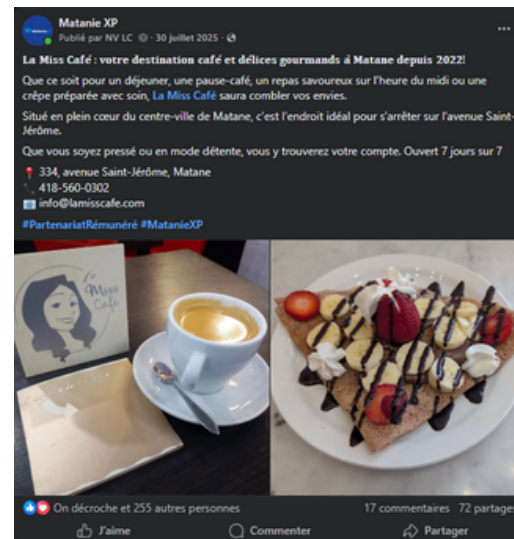 Matanie XP
Publié par NV LC · 30 juillet 2025 ·
La Miss Café : votre destination café et délices gourmands à Matane depuis 2022!
Que ce soit pour un déjeuner, une pause-café, un repas savoureux sur l'heure du midi ou une
crêpe préparée avec soin, La Miss Café saura combler vos envies.
Situé en plein cœur du centre-ville de Matane, c'est l'endroit idéal pour s'arrêter sur l'avenue Saint-
Jérôme.
Que vous soyez pressé ou en mode détente, vous y trouverez votre compte. Ouvert 7 jours sur 7
334, avenue Saint-Jérôme, Matane
418-560-0302
info@lamisscafe.com
#PartenariatRémunéré #MatanieXP
La
Miss
Café
On décroche et 255 autres personnes
17 commentaires 72 partage
J'aime
Commenter
Partager